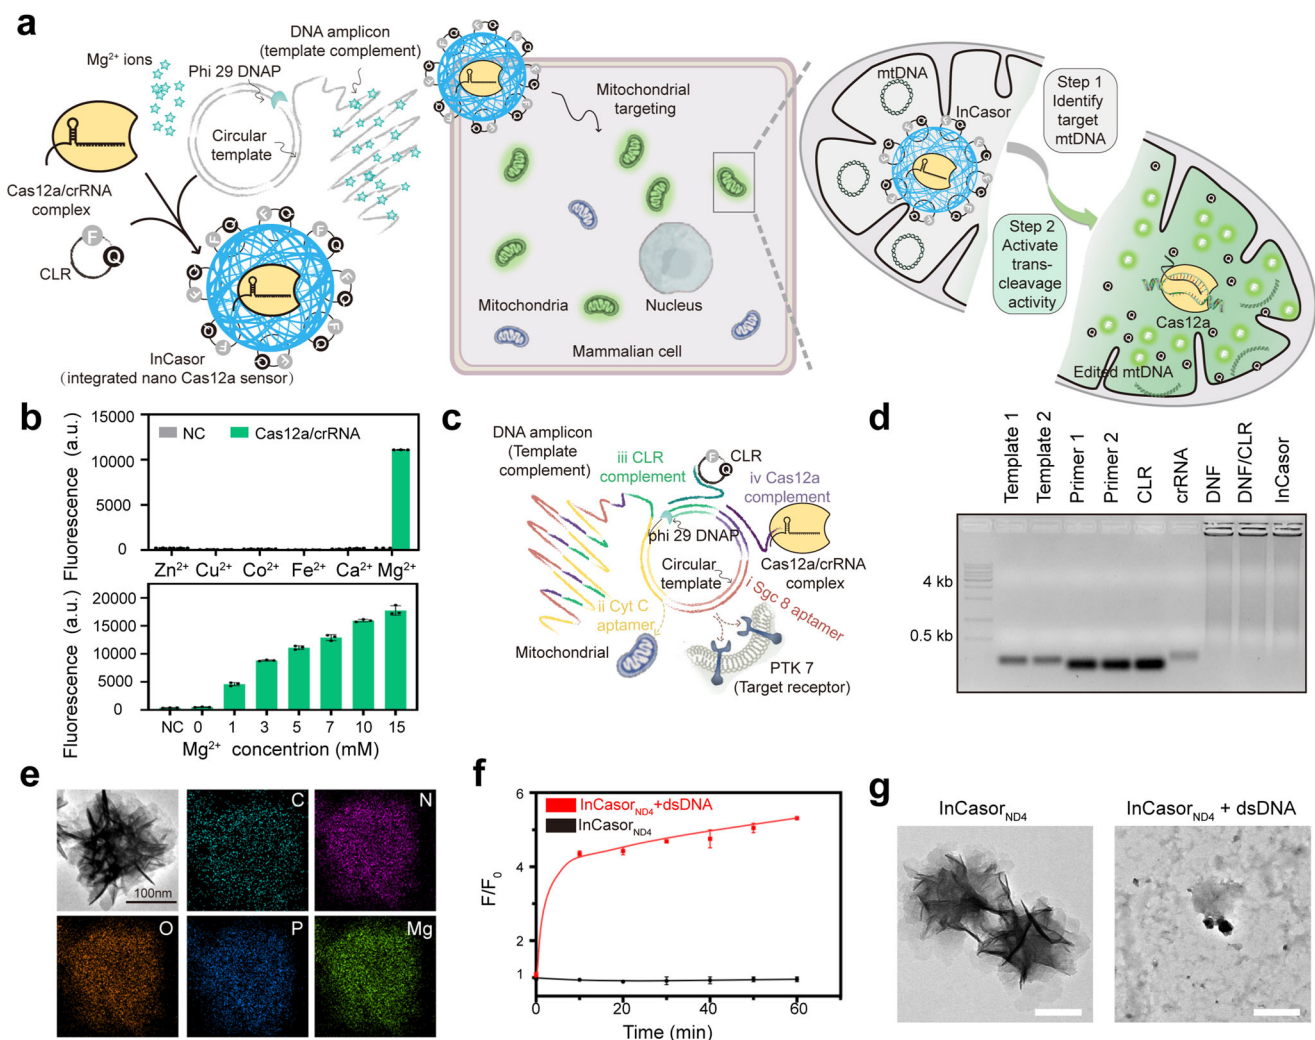 a
Mg²⁺ ions
Phi 29 DNAP
DNA amplicon
(template complement)
Circular
template
Cas12a/crRNA
complex
F
Q
CLR
InCasor
(integrated nano Cas12a sensor)
Mitochondrial
targeting
Mitochondria
Nucleus
Mammalian cell
mtDNA
InCasor
Step 1
Identify
target
mtDNA
Step 2
Activate
trans-
cleavage
activity
Cas12a
Edited mtDNA
b
NC
Cas12a/crRNA
Fluorescence (a.u.)
15000
10000
5000
0
Zn²⁺ Cu²⁺ Co²⁺ Fe²⁺ Ca²⁺ Mg²⁺
Fluorescence (a.u.)
20000
15000
10000
5000
0
NC 0 1 3 5 7 10 15
Mg²⁺ concentrion (mM)
c
DNA amplicon
(Template
complement)
iii CLR
complement
F
Q
CLR
iv Cas12a
complement
phi 29 DNAP
Circular
template
Cas12a/crRNA
complex
i Sgc 8 aptamer
ii Cyt C
aptamer
Mitochondrial
PTK 7
(Target receptor)
d
Template 1
Template 2
Primer 1
Primer 2
CLR
crRNA
DNF
DNF/CLR
InCasor
4 kb
0.5 kb
e
100nm
C
N
O
P
Mg
f
InCasor_ND4+dsDNA
InCasor_ND4
F/F₀
6
4
2
1
0 20 40 60
Time (min)
g
InCasor_ND4
InCasor_ND4 + dsDNA